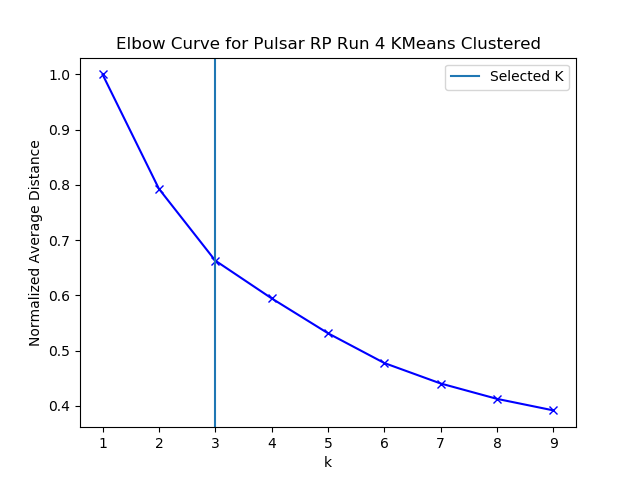 Elbow Curve for Pulsar RP Run 4 KMeans Clustered
Selected K
Normalized Average Distance
1.0
0.9
0.8
0.7
0.6
0.5
0.4
1 2 3 4 5 6 7 8 9
k